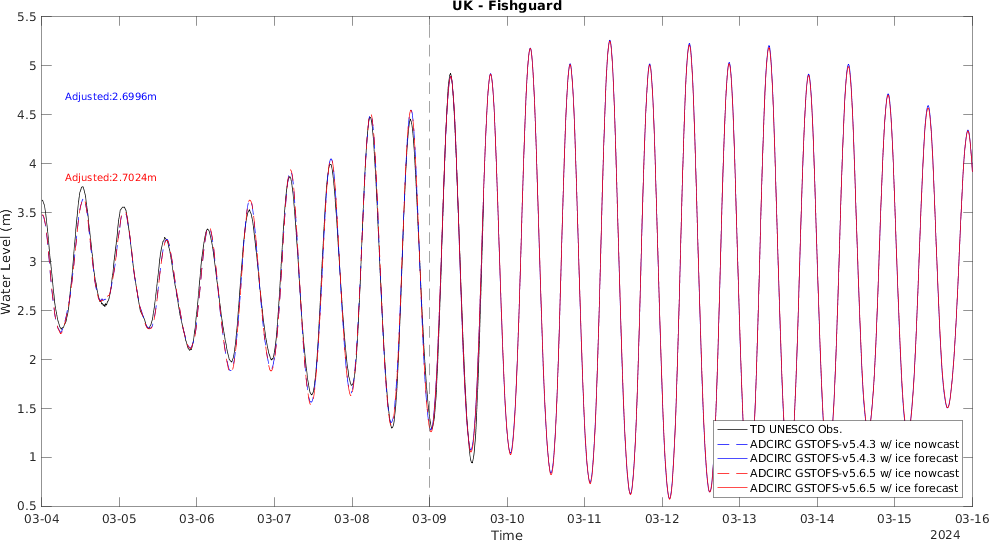 UK - Fishguard
5.5
5
4.5
4
3.5
3
2.5
2
1.5
1
0.5
Water Level (m)
Adjusted:2.6996m
Adjusted:2.7024m
TD UNESCO Obs.
ADCIRC GSTOFS-v5.4.3 w/ ice nowcast
ADCIRC GSTOFS-v5.4.3 w/ ice forecast
ADCIRC GSTOFS-v5.6.5 w/ ice nowcast
ADCIRC GSTOFS-v5.6.5 w/ ice forecast
03-04 03-05 03-06 03-07 03-08 03-09 03-10 03-11 03-12 03-13 03-14 03-15 03-16
Time
2024